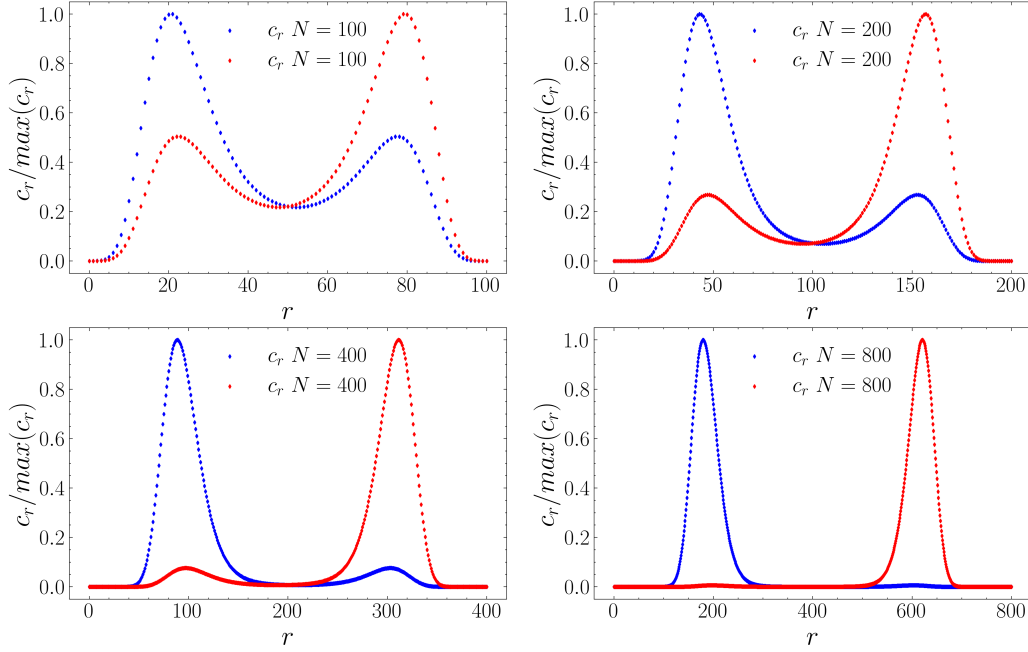 c_r/max(c_r)
1.0
0.8
0.6
0.4
0.2
0.0
c_r N = 100
c_r N = 100
0 20 40 60 80 100
r
c_r/max(c_r)
1.0
0.8
0.6
0.4
0.2
0.0
c_r N = 200
c_r N = 200
0 50 100 150 200
r
c_r/max(c_r)
1.0
0.8
0.6
0.4
0.2
0.0
c_r N = 400
c_r N = 400
0 100 200 300 400
r
c_r/max(c_r)
1.0
0.8
0.6
0.4
0.2
0.0
c_r N = 800
c_r N = 800
0 200 400 600 800
r